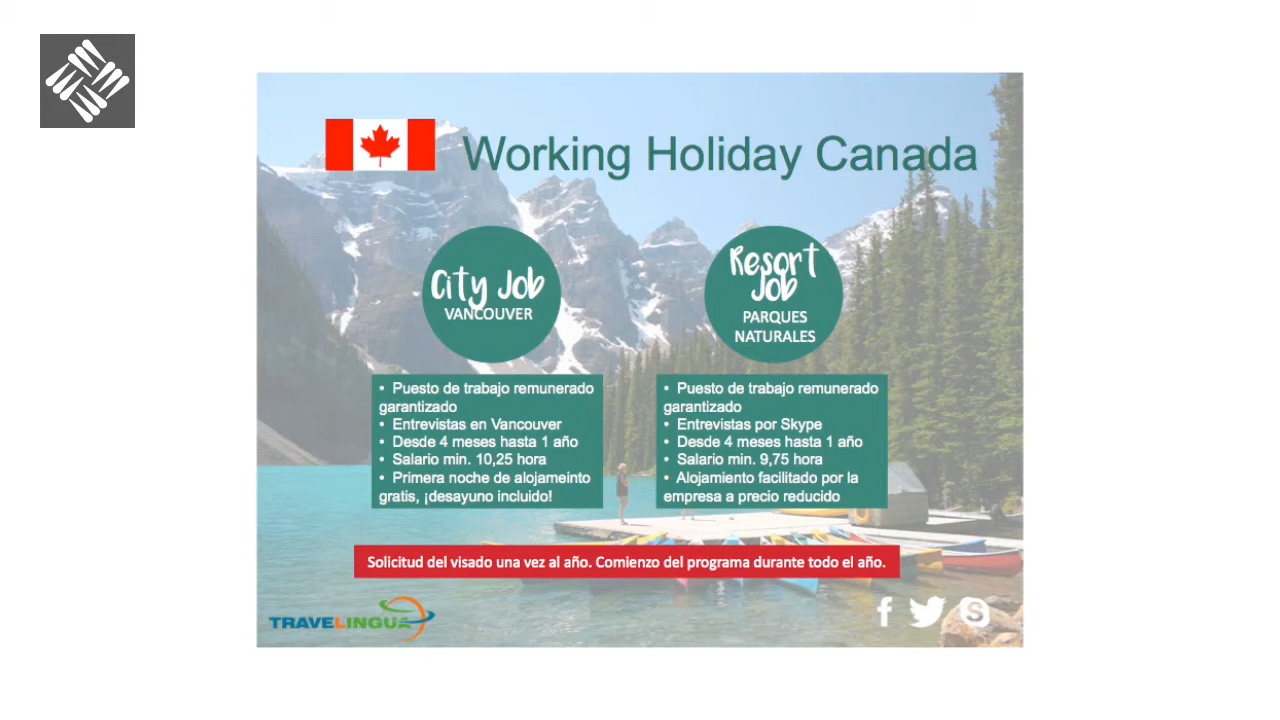 Working Holiday Canada
City Job
VANCOUVER
Resort
Job
PARQUES
NATURALES
• Puesto de trabajo remunerado
garantizado
• Entrevistas en Vancouver
• Desde 4 meses hasta 1 año
• Salario min. 10,25 hora
• Primera noche de alojameinto
gratis, ¡desayuno incluido!
• Puesto de trabajo remunerado
garantizado
• Entrevistas por Skype
• Desde 4 meses hasta 1 año
• Salario min. 9,75 hora
• Alojamiento facilitado por la
empresa a precio reducido
Solicitud del visado una vez al año. Comienzo del programa durante todo el año.
TRAVELINGUA